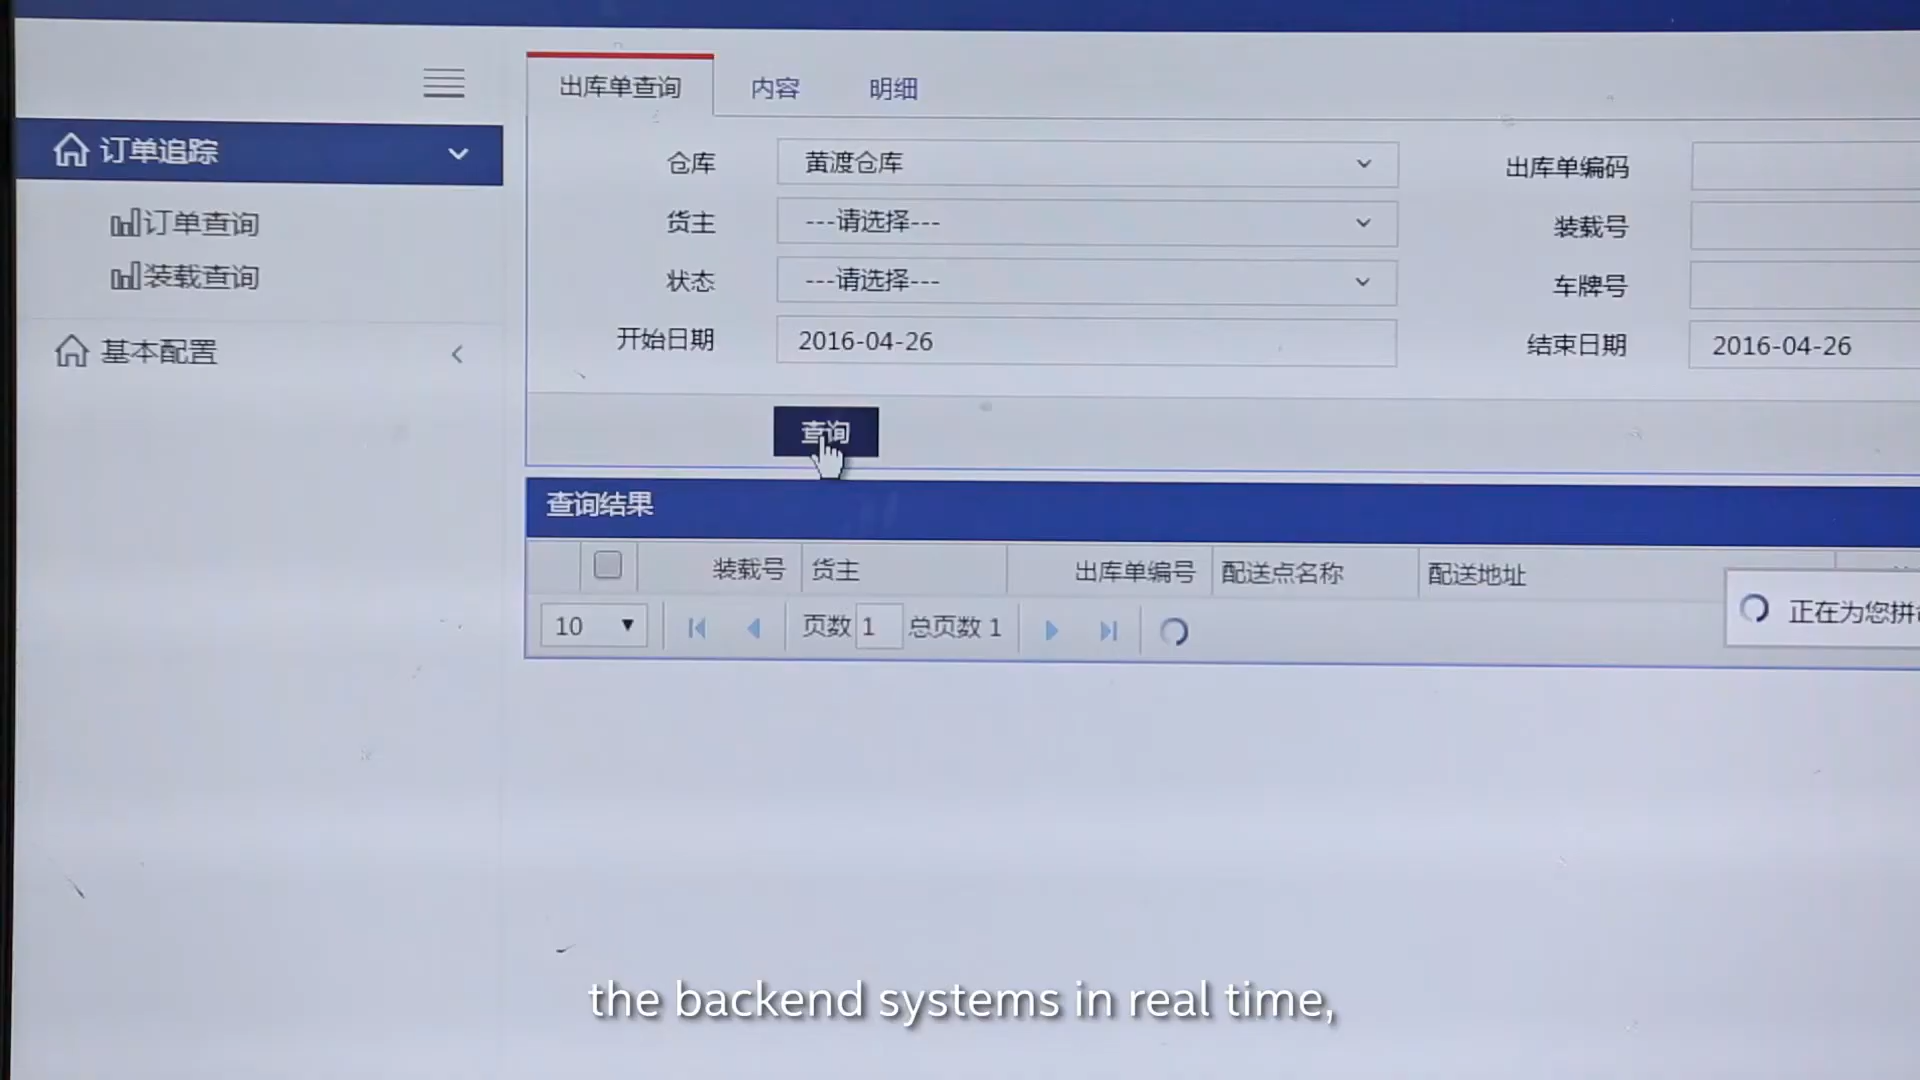 出库单查询 内容 明细
订单追踪
订单查询
装载查询
基本配置
仓库 黄渡仓库 出库单编码
货主 ---请选择--- 装载号
状态 ---请选择--- 车牌号
开始日期 2016-04-26 结束日期 2016-04-26
查询
查询结果
装载号 货主 出库单编号 配送点名称 配送地址
10 页数 1 总页数 1
正在为您拼
the backend systems in real time,